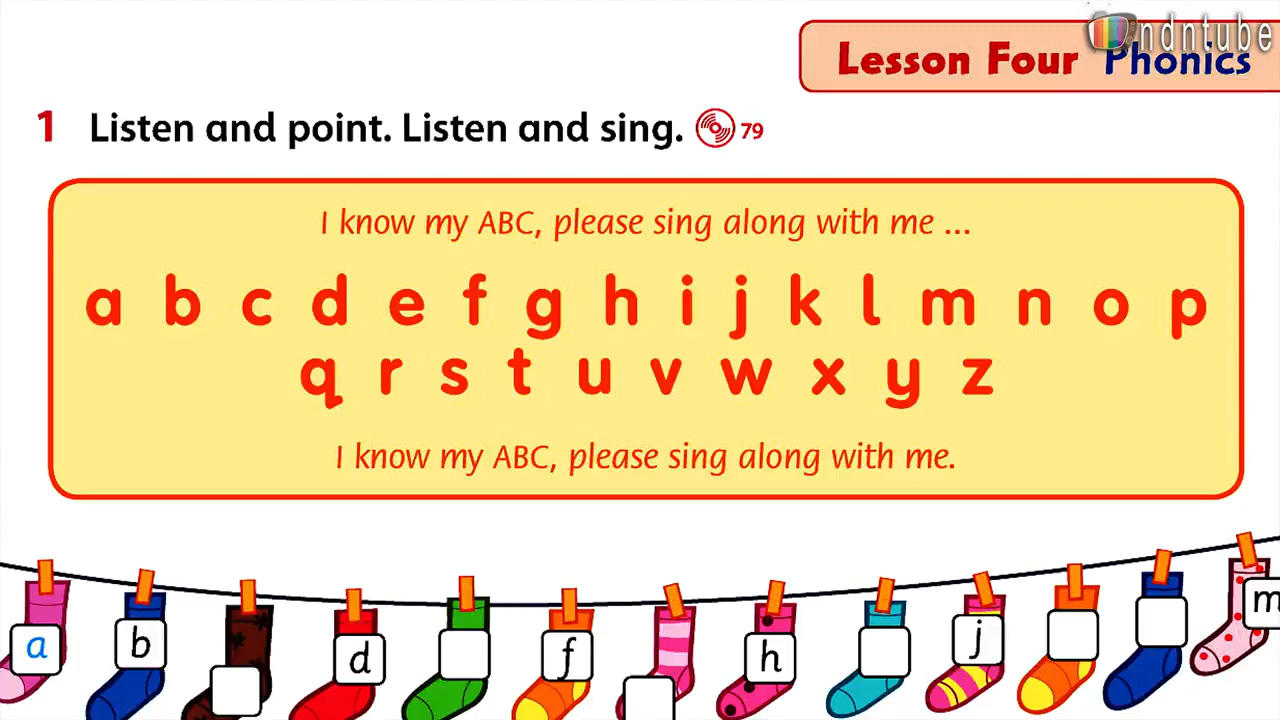 ndntube
Lesson Four Phonics
1 Listen and point. Listen and sing. 79
I know my ABC, please sing along with me ...
a b c d e f g h i j k l m n o p
q r s t u v w x y z
I know my ABC, please sing along with me.
a b d f h j m